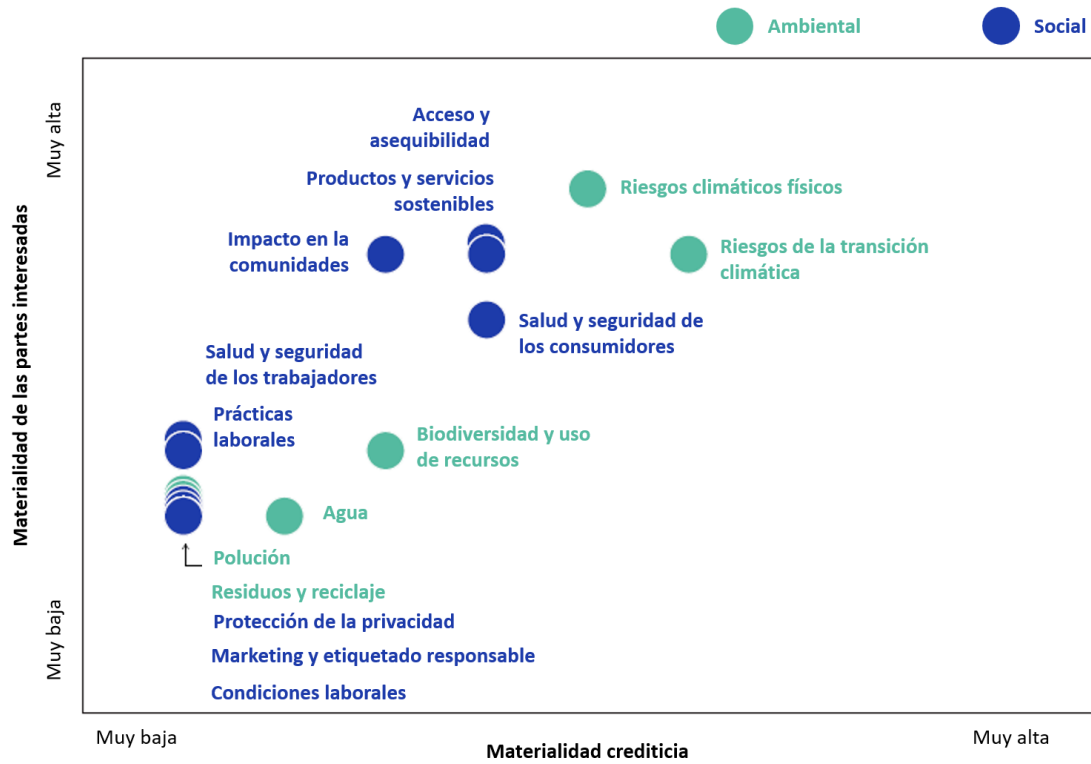 Ambiental
Social
Muy alta
Acceso y
asequibilidad
Productos y servicios
sostenibles
Riesgos climáticos físicos
Impacto en la
comunidades
Riesgos de la transición
climática
Salud y seguridad de
los consumidores
Materialidad de las partes interesadas
Salud y seguridad
de los trabajadores
Prácticas
laborales
Biodiversidad y uso
de recursos
Agua
Polución
Residuos y reciclaje
Protección de la privacidad
Marketing y etiquetado responsable
Condiciones laborales
Muy baja
Muy baja
Materialidad crediticia
Muy alta